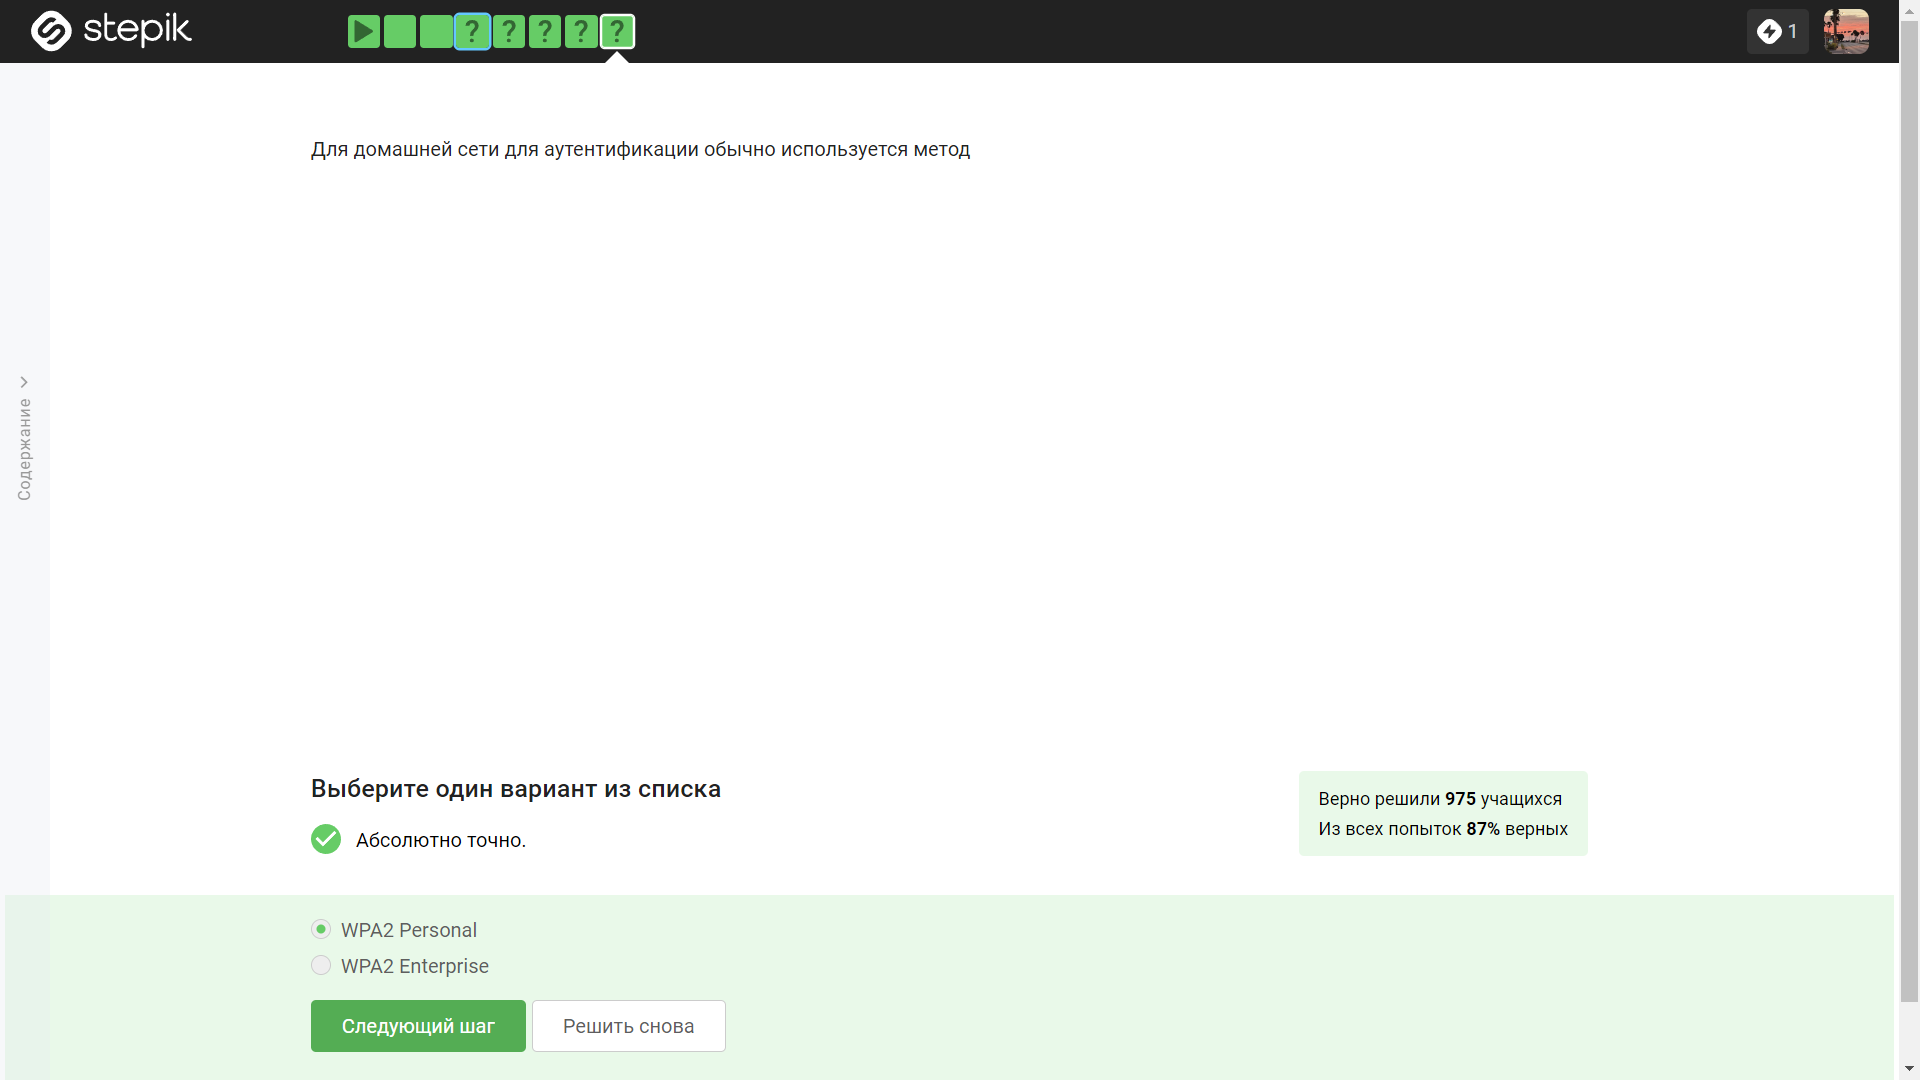 stepik
?
?
?
?
?
1
Для домашней сети для аутентификации обычно используется метод
Содержание
Выберите один вариант из списка
Абсолютно точно.
Верно решили 975 учащихся
Из всех попыток 87% верных
WPA2 Personal
WPA2 Enterprise
Следующий шаг
Решить снова